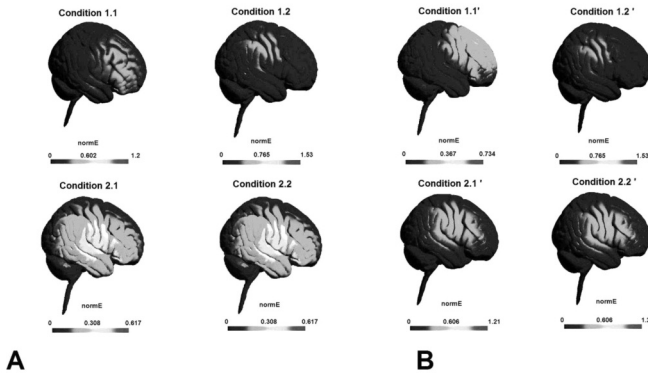 Condition 1.1
Condition 1.2
Condition 1.1'
Condition 1.2 '
normE
0 0.602 1.2
normE
0 0.765 1.53
normE
0 0.367 0.734
normE
0 0.765 1.53
Condition 2.1
Condition 2.2
Condition 2.1 '
Condition 2.2 '
normE
0 0.308 0.617
normE
0 0.308 0.617
normE
0 0.606 1.21
normE
0 0.606
A
B